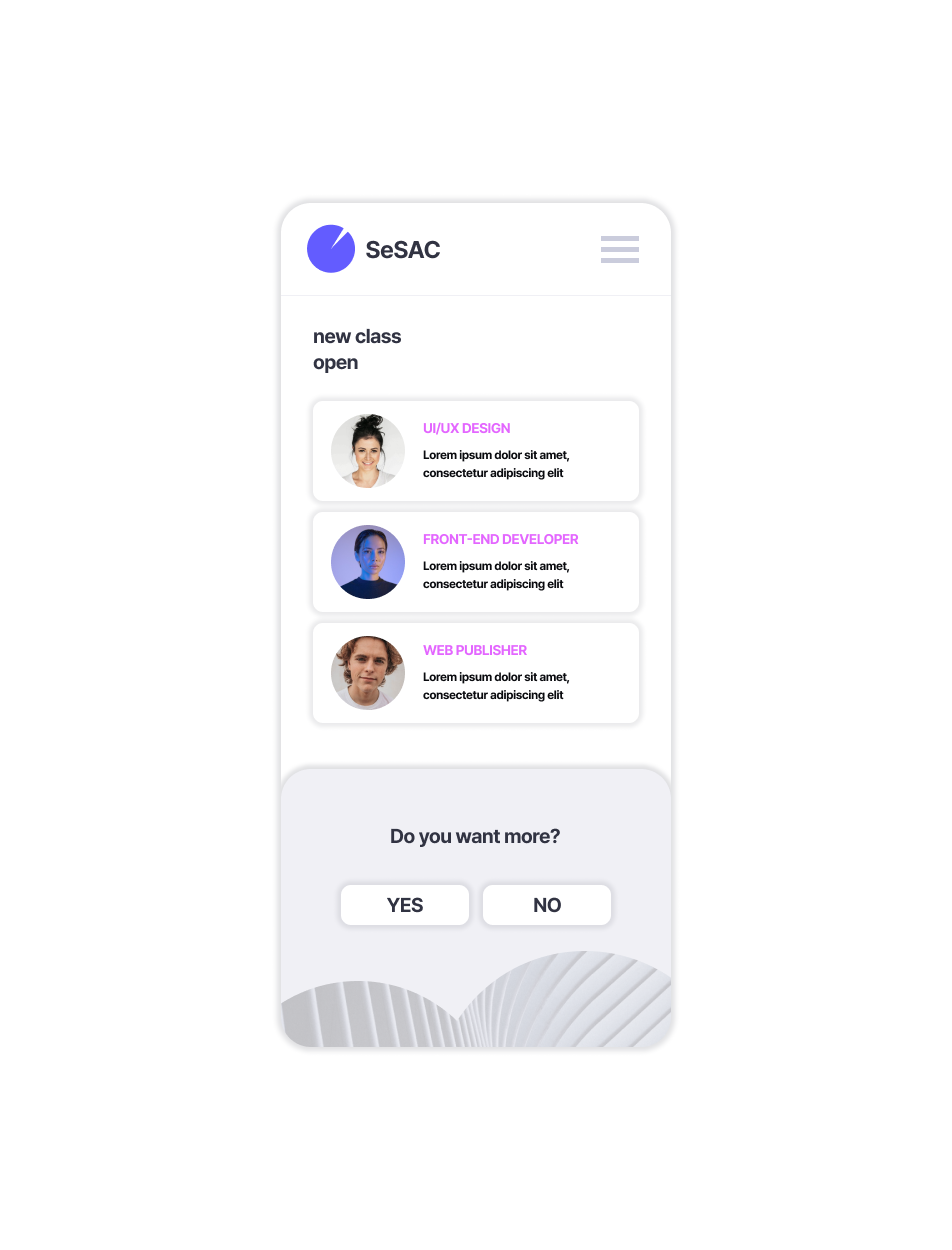 SeSAC
new class
open
UI/UX DESIGN
Lorem ipsum dolor sit amet,
consectetur adipiscing elit
FRONT-END DEVELOPER
Lorem ipsum dolor sit amet,
consectetur adipiscing elit
WEB PUBLISHER
Lorem ipsum dolor sit amet,
consectetur adipiscing elit
Do you want more?
YES NO